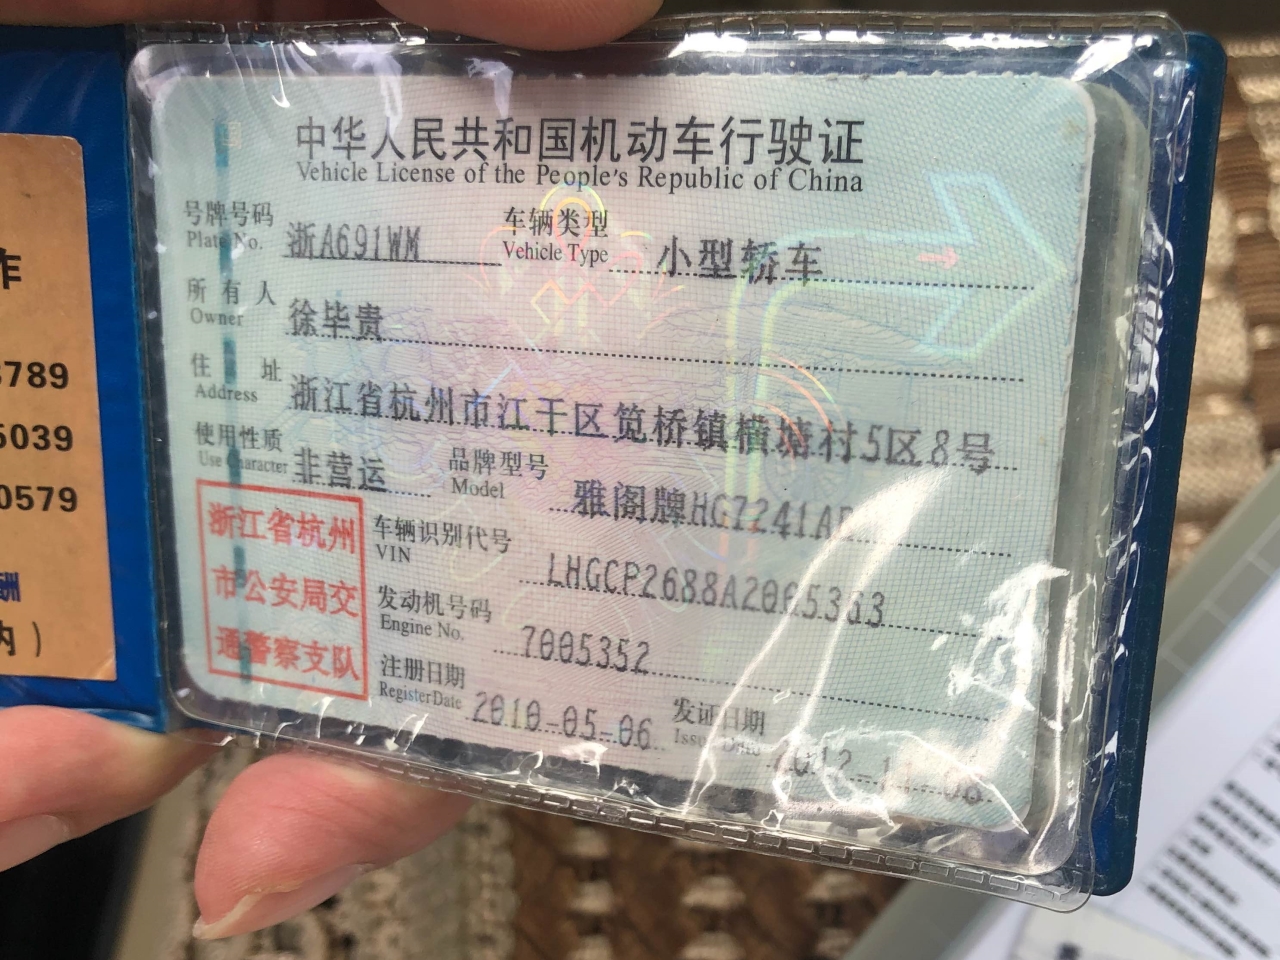 中华人民共和国机动车行驶证
Vehicle License of the People's Republic of China
号牌号码 浙A691WM 车辆类型 小型轿车
Plate No. Vehicle Type
所有人 徐毕贵
Owner
住址 浙江省杭州市江干区笕桥镇横塘村5区8号
Address
使用性质 非营运 品牌型号 雅阁牌HG7241A
Use Character Model
浙江省杭州
市公安局交
通警察支队
车辆识别代号 LHGCP2688A2005363
VIN
发动机号码 7005352
Engine No.
注册日期 2010-05-06 发证日期
Register Date Issue Date
作
3789
5039
0579
酬
内）